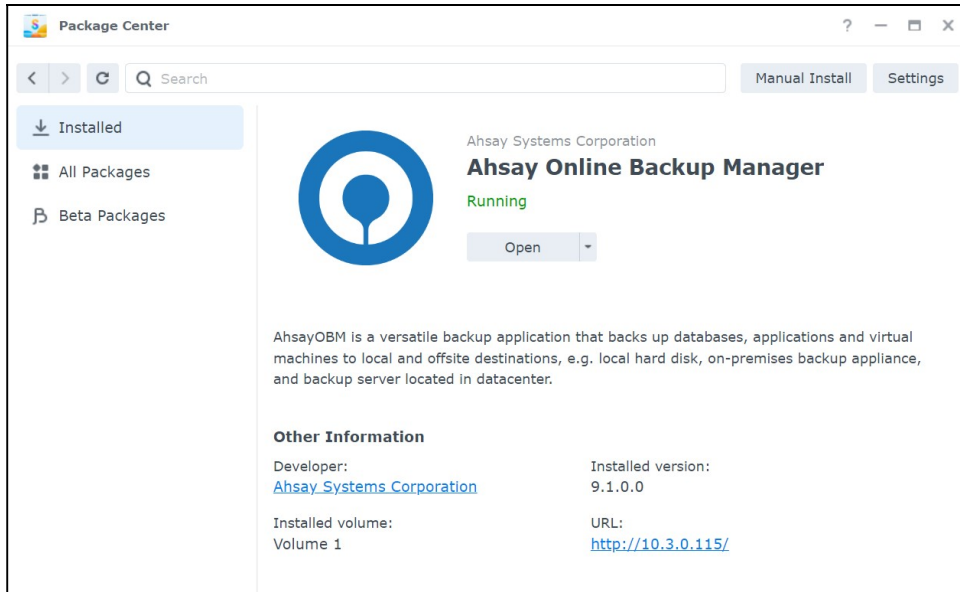 Package Center
?
Search
Manual Install
Settings
Installed
All Packages
Beta Packages
Ahsay Systems Corporation
Ahsay Online Backup Manager
Running
Open
AhsayOBM is a versatile backup application that backs up databases, applications and virtual
machines to local and offsite destinations, e.g. local hard disk, on-premises backup appliance,
and backup server located in datacenter.
Other Information
Developer:
Ahsay Systems Corporation
Installed version:
9.1.0.0
Installed volume:
Volume 1
URL:
http://10.3.0.115/